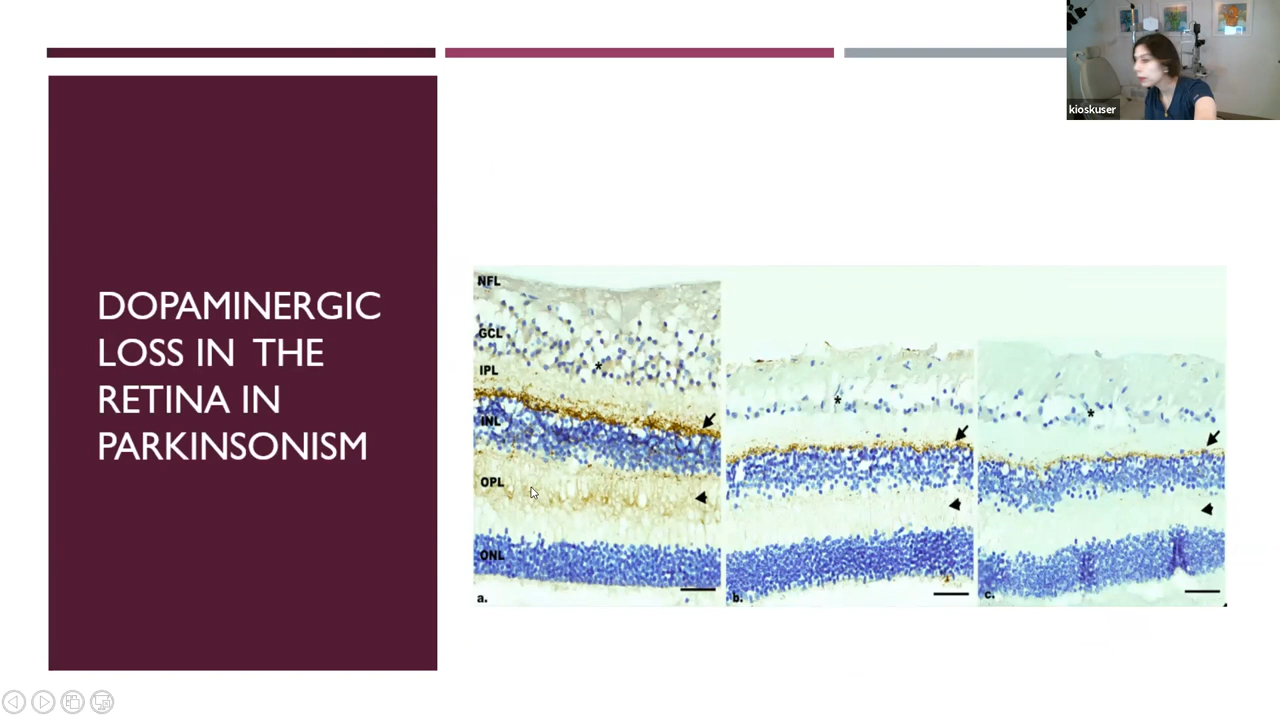 kioskuser
DOPAMINERGIC
LOSS IN THE
RETINA IN
PARKINSONISM
NFL
GCL
*
IPL
INL
OPL
ONL
a.
*
b.
*
c.